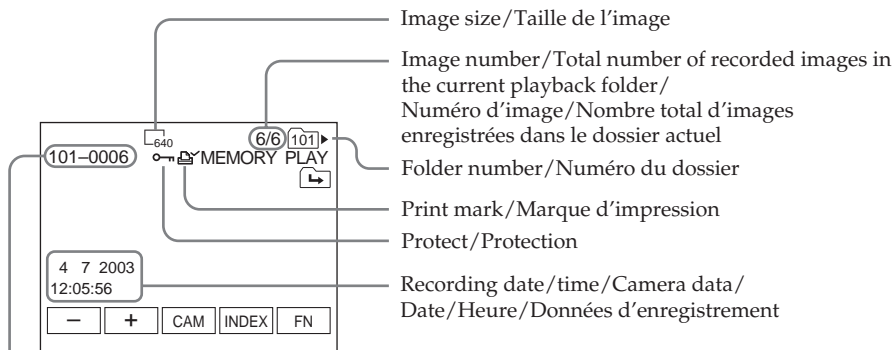 Image size/Taille de l'image
Image number/Total number of recorded images in
the current playback folder/
Numéro d'image/Nombre total d'images
enregistrées dans le dossier actuel
Folder number/Numéro du dossier
Print mark/Marque d'impression
Protect/Protection
Recording date/time/Camera data/
Date/Heure/Données d'enregistrement
640
6/6 101
101–0006
MEMORY PLAY
4 7 2003
12:05:56
– + CAM INDEX FN